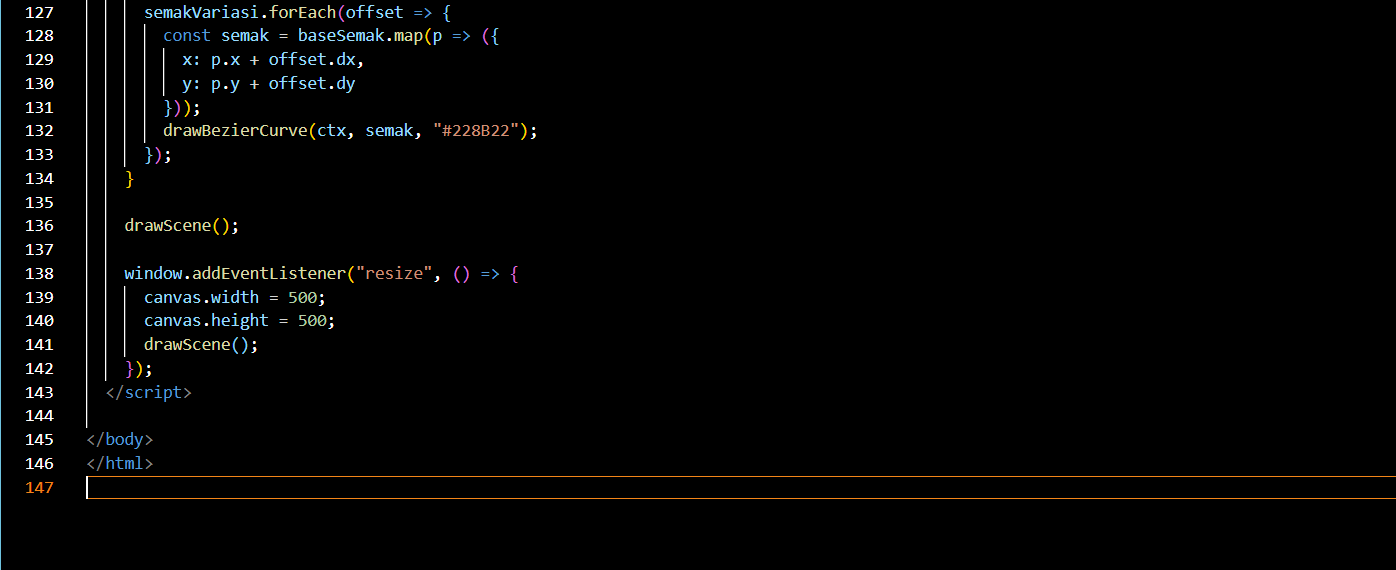 127 semakVariasi.forEach(offset => {
128 const semak = baseSemak.map(p => ({
129 x: p.x + offset.dx,
130 y: p.y + offset.dy
131 }));
132 drawBezierCurve(ctx, semak, "#228B22");
133 });
134 }
135
136 drawScene();
137
138 window.addEventListener("resize", () => {
139 canvas.width = 500;
140 canvas.height = 500;
141 drawScene();
142 });
143 </script>
144
145 </body>
146 </html>
147